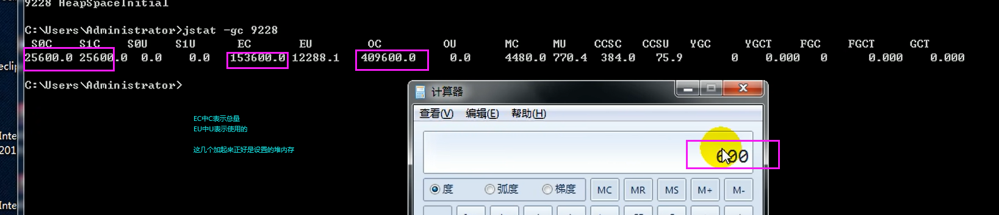 9228 HeapSpaceInitial
C:\Users\Administrator>jstat -gc 9228
S0C S1C S0U S1U EC EU OC OU MC MU CCSC CCSU YGC YGCT FGC FGCT GCT
25600.0 25600.0 0.0 0.0 153600.0 12288.1 409600.0 0.0 4480.0 770.4 384.0 75.9 0 0.000 0 0.000 0.000
eclip
C:\Users\Administrator>
计算器
查看(V) 编辑(E) 帮助(H)
EC中C表示总量
EU中U表示使用的
Inte
201
这几个加起来正好是设置的堆内存
600
度 弧度 梯度 MC MR MS M+ M-
Inte